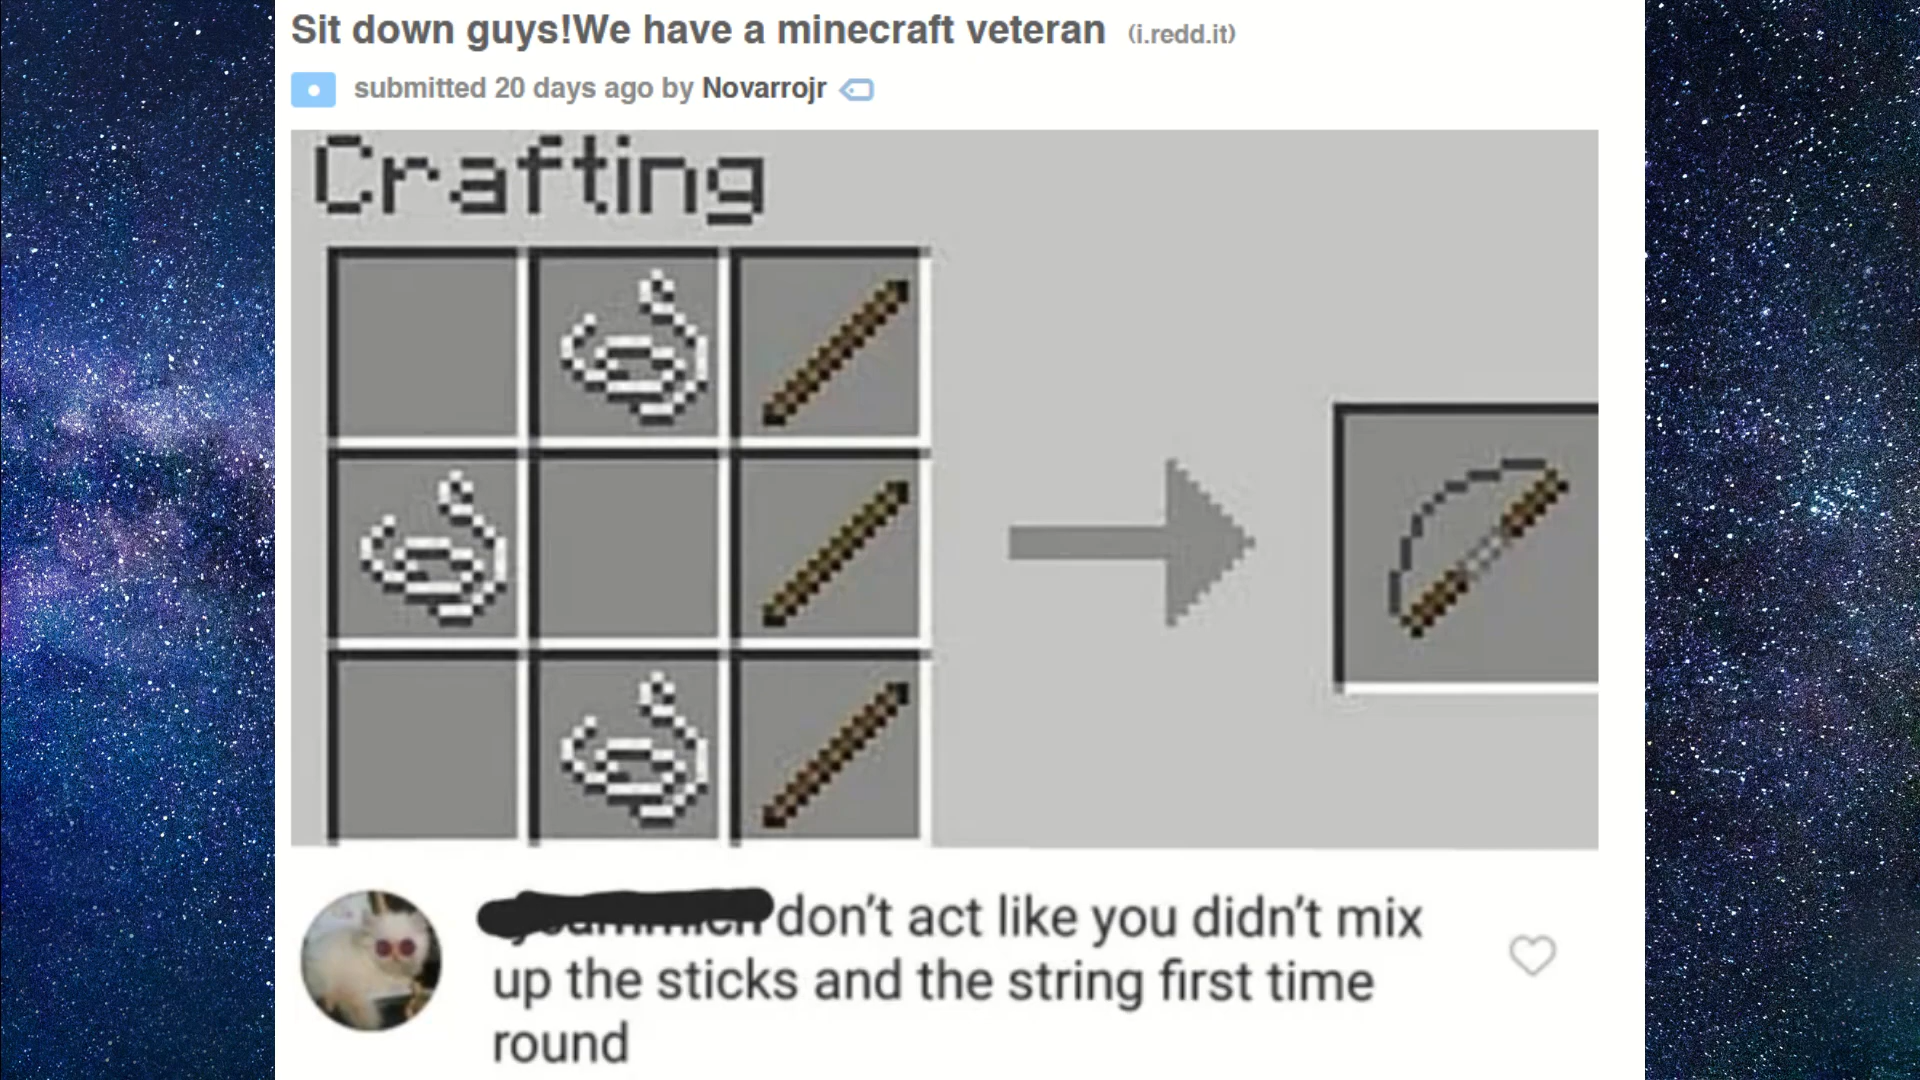 Sit down guys!We have a minecraft veteran (i.redd.it)
submitted 20 days ago by Novarrojr
Crafting
don't act like you didn't mix
up the sticks and the string first time
round